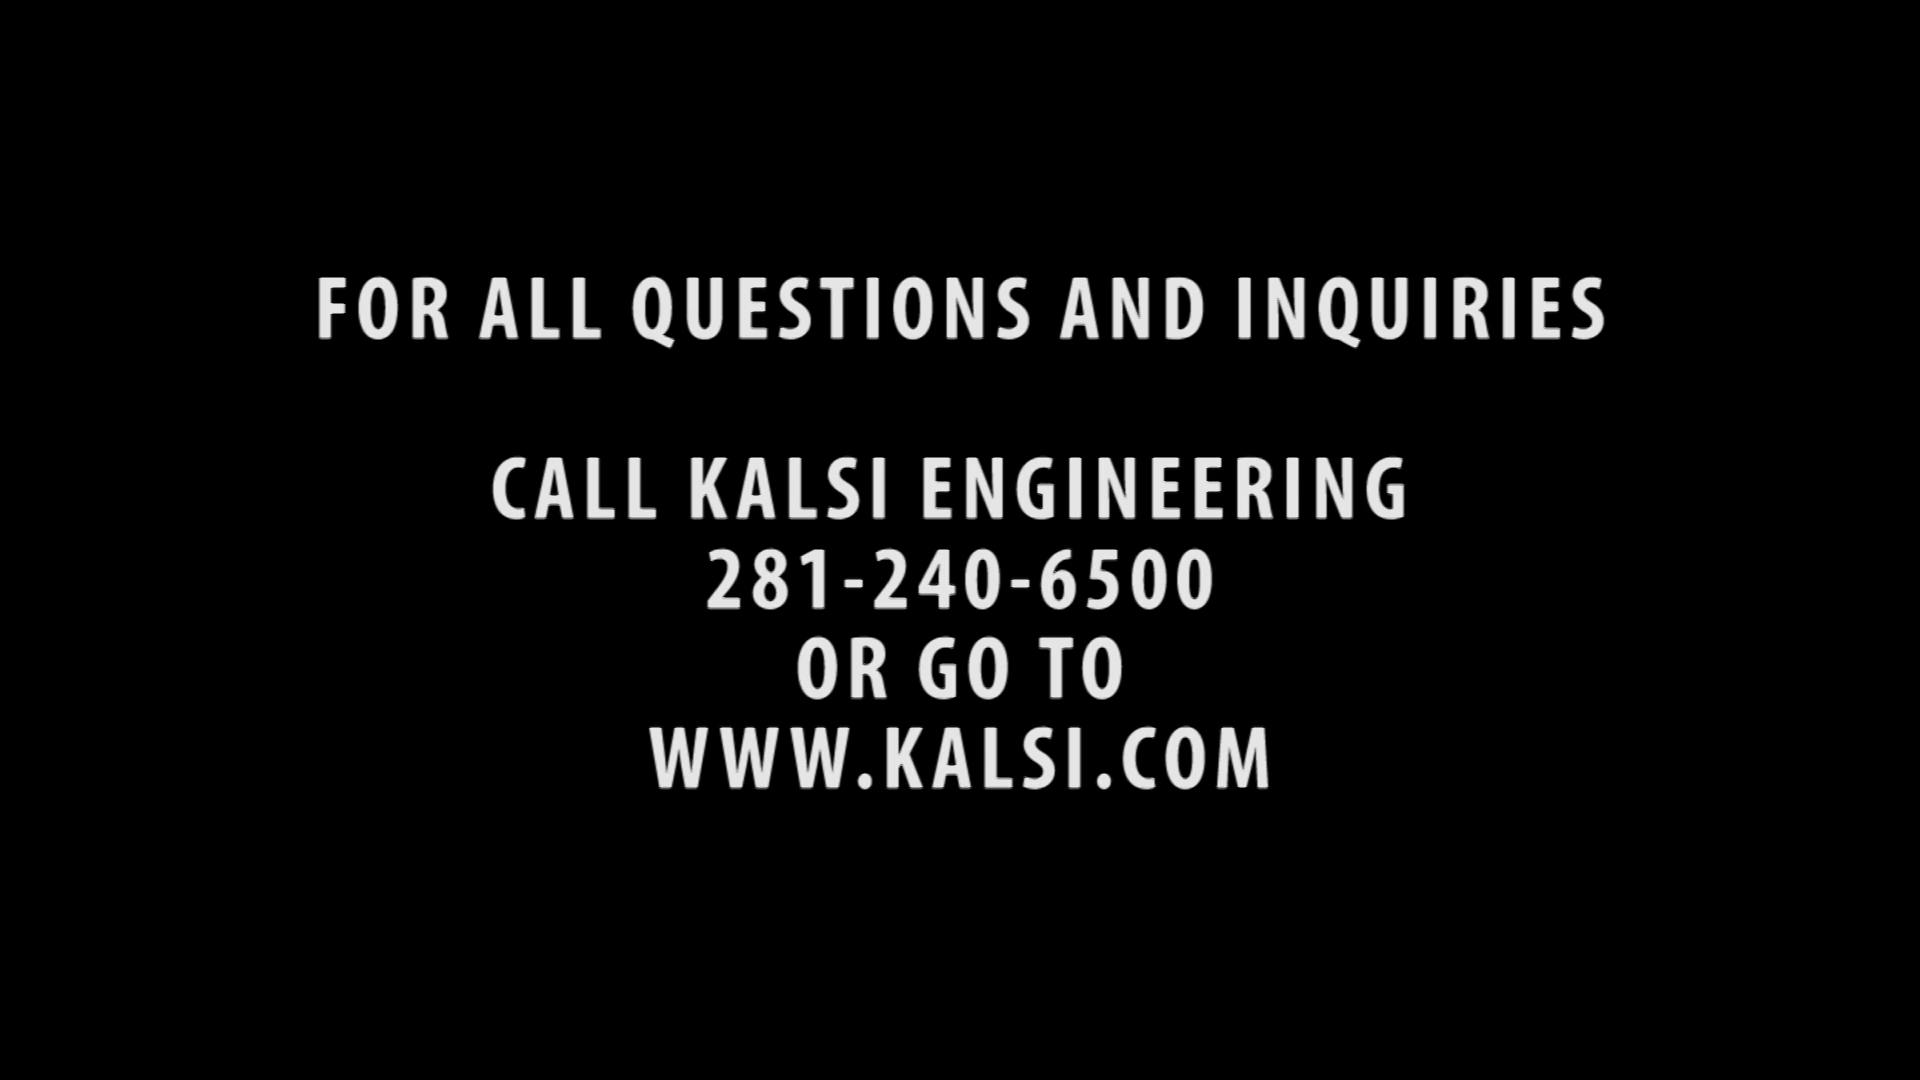 FOR ALL QUESTIONS AND INQUIRIES
CALL KALSI ENGINEERING
281-240-6500
OR GO TO
WWW.KALSI.COM